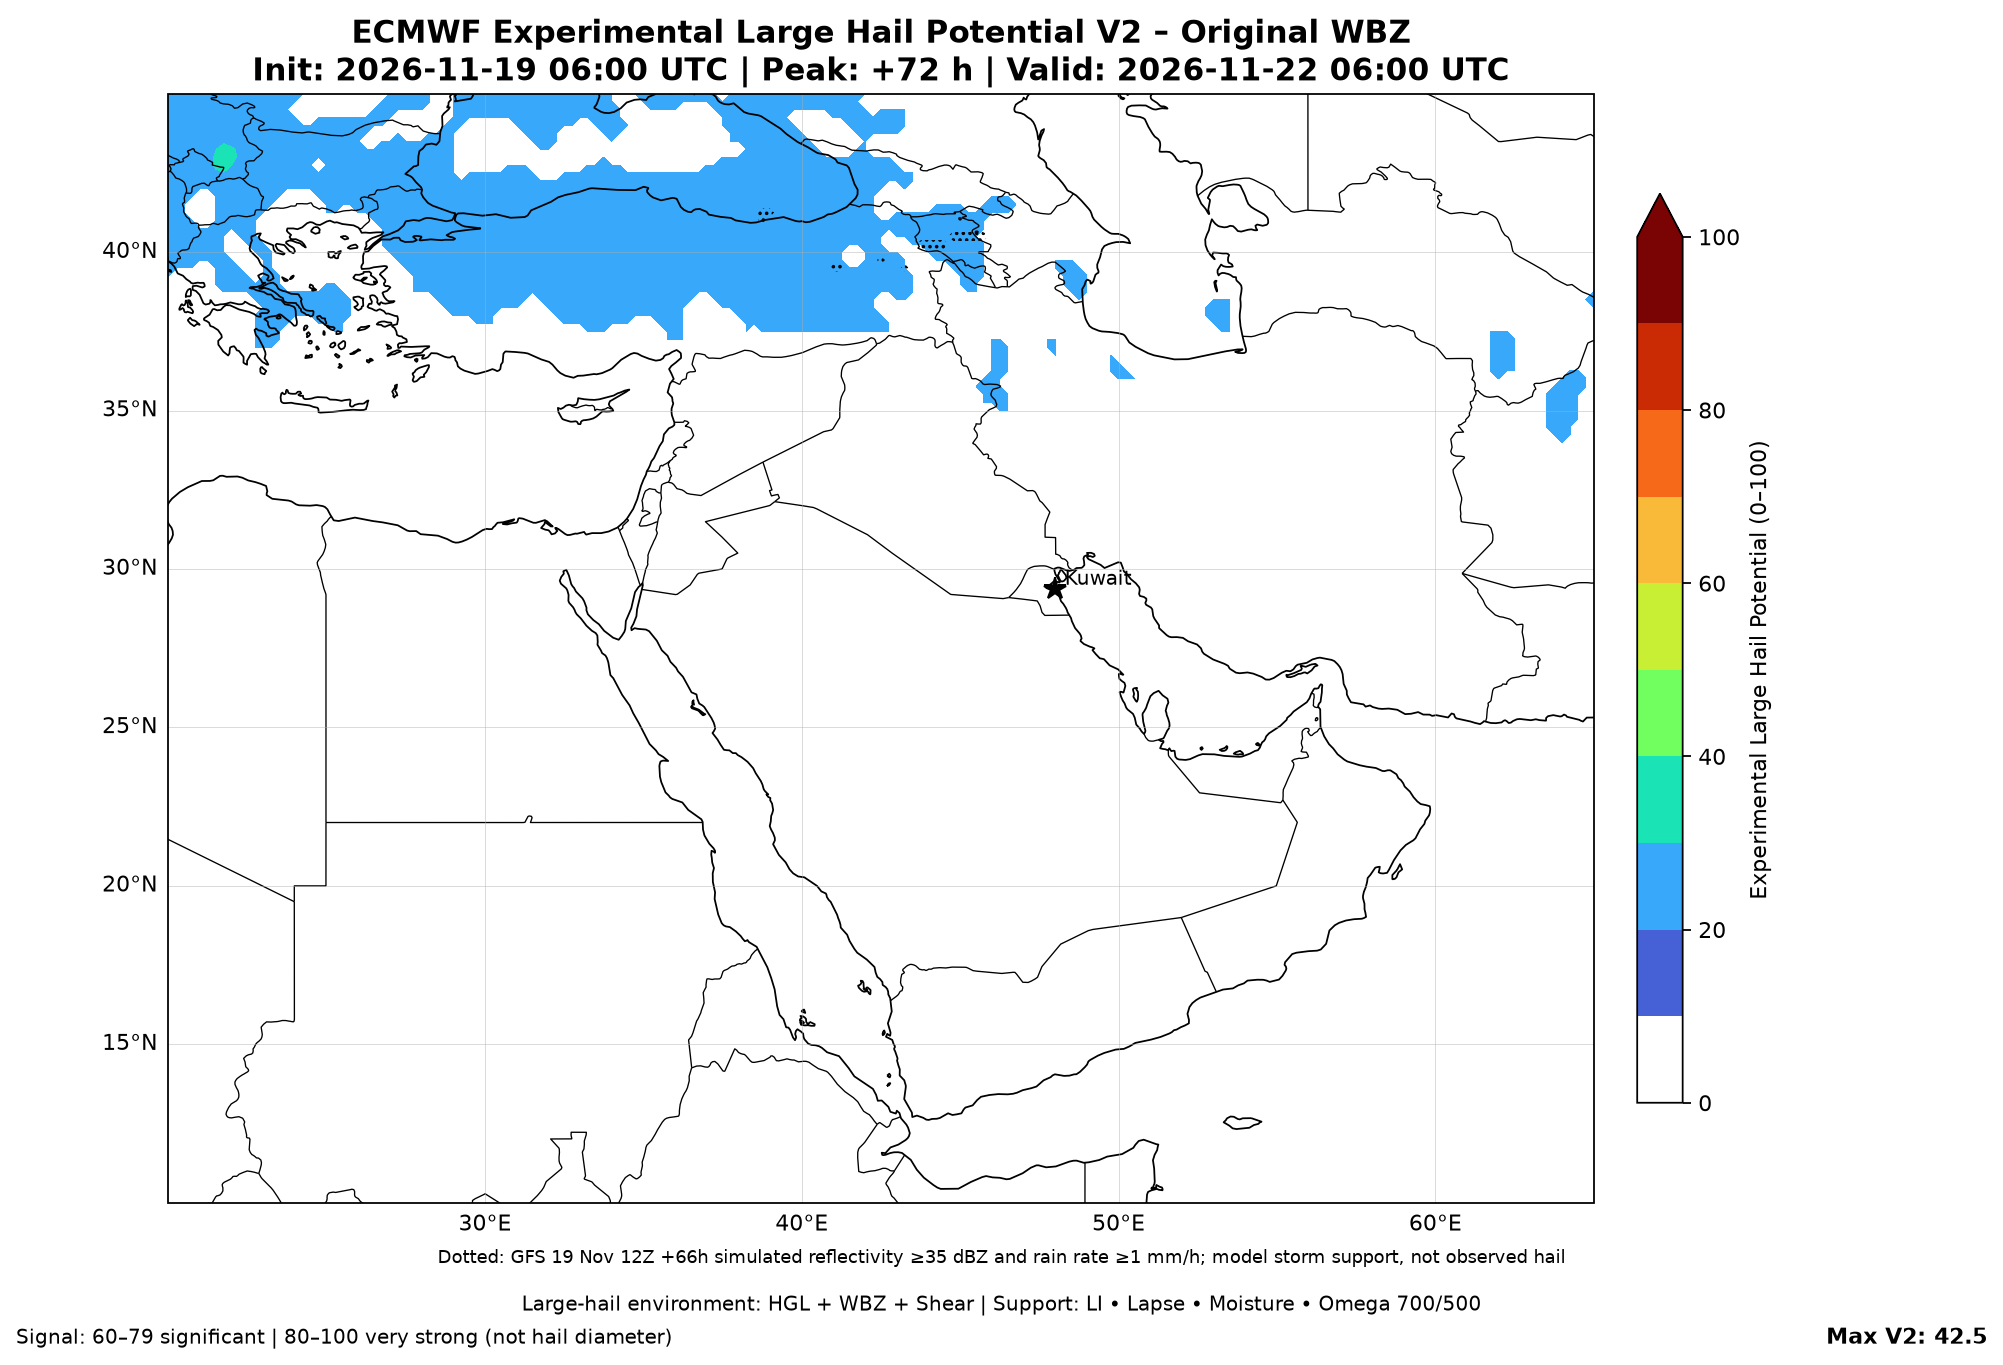 ECMWF Experimental Large Hail Potential V2 – Original WBZ
Init: 2026-11-19 06:00 UTC | Peak: +72 h | Valid: 2026-11-22 06:00 UTC
40°N
35°N
30°N
25°N
20°N
15°N
Kuwait
30°E
40°E
50°E
60°E
100
80
60
40
20
0
Experimental Large Hail Potential (0–100)
Dotted: GFS 19 Nov 12Z +66h simulated reflectivity ≥35 dBZ and rain rate ≥1 mm/h; model storm support, not observed hail
Large-hail environment: HGL + WBZ + Shear | Support: LI • Lapse • Moisture • Omega 700/500
Signal: 60–79 significant | 80–100 very strong (not hail diameter)
Max V2: 42.5